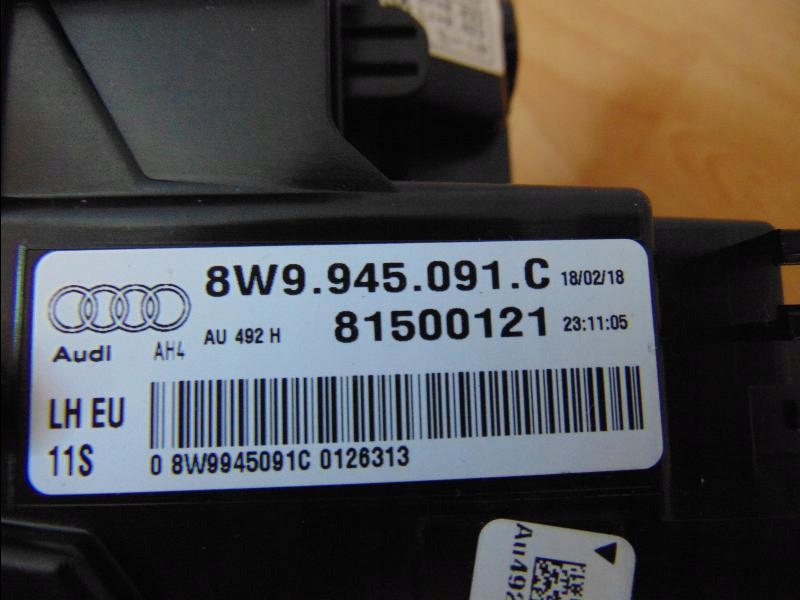 8W9.945.091.C 18/02/18
Audi AH4 AU 492 H 81500121 23:11:05
LH EU
11S
0 8W9945091C 0126313